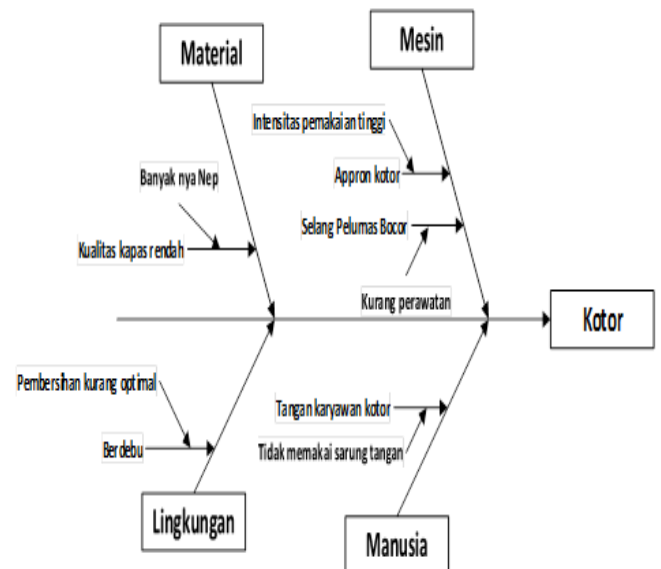 Material
Mesin
Intensitas pemakaian tinggi
Appron kotor
Banyak nya Nep
Selang Pelumas Bocor
Kualitas kapas rendah
Kurang perawatan
Kotor
Pembersihan kurang optimal
Tangan karyawan kotor
Berdebu
Tidak memakai sarung tangan
Lingkungan
Manusia